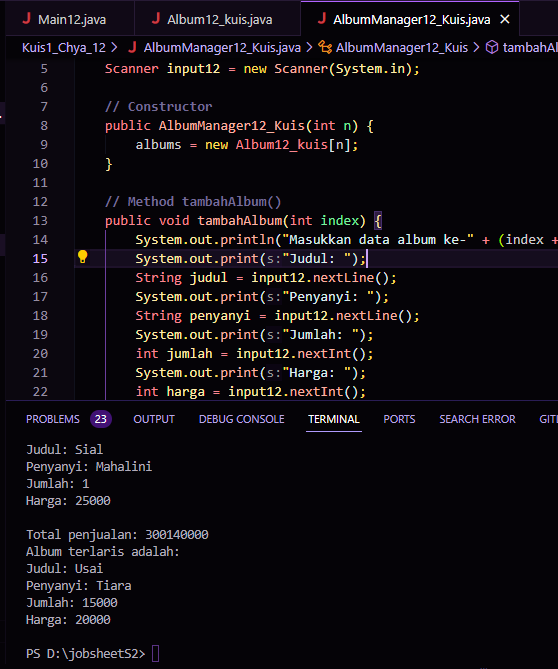 Main12.java Album12_kuis.java AlbumManager12_Kuis.java
Kuis1_Chya_12 > AlbumManager12_Kuis.java > AlbumManager12_Kuis > tambahAl
5 Scanner input12 = new Scanner(System.in);
6
7 // Constructor
8 public AlbumManager12_Kuis(int n) {
9 albums = new Album12_kuis[n];
10 }
11
12 // Method tambahAlbum()
13 public void tambahAlbum(int index) {
14 System.out.println("Masukkan data album ke-" + (index +
15 System.out.print(s:"Judul: ");
16 String judul = input12.nextLine();
17 System.out.print(s:"Penyanyi: ");
18 String penyanyi = input12.nextLine();
19 System.out.print(s:"Jumlah: ");
20 int jumlah = input12.nextInt();
21 System.out.print(s:"Harga: ");
22 int harga = input12.nextInt();
PROBLEMS 23 OUTPUT DEBUG CONSOLE TERMINAL PORTS SEARCH ERROR GITL
Judul: Sial
Penyanyi: Mahalini
Jumlah: 1
Harga: 25000
Total penjualan: 300140000
Album terlaris adalah:
Judul: Usai
Penyanyi: Tiara
Jumlah: 15000
Harga: 20000
PS D:\jobsheetS2>